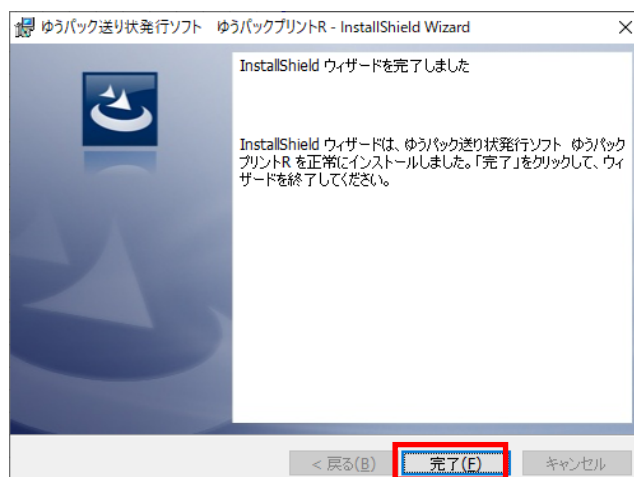 ゆうパック送り状発行ソフト ゆうパックプリントR - InstallShield Wizard
InstallShield ウィザードを完了しました
InstallShield ウィザードは、ゆうパック送り状発行ソフト ゆうパック
プリントR を正常にインストールしました。「完了」をクリックして、ウィ
ザードを終了してください。
< 戻る(B)
完了(F)
キャンセル